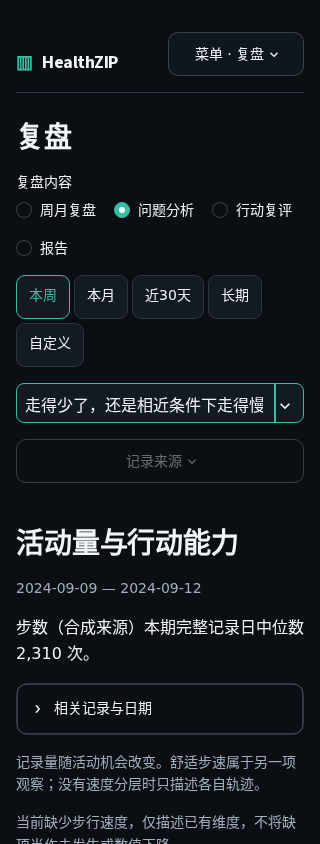 HealthZIP
菜单 · 复盘
复盘
复盘内容
周月复盘
问题分析
行动复评
报告
本周
本月
近30天
长期
自定义
走得少了，还是相近条件下走得慢
记录来源
活动量与行动能力
2024-09-09 — 2024-09-12
步数（合成来源）本期完整记录日中位数
2,310 次。
相关记录与日期
记录量随活动机会改变。舒适步速属于另一项
观察；没有速度分层时只描述各自轨迹。
当前缺少步行速度，仅描述已有维度，不将缺